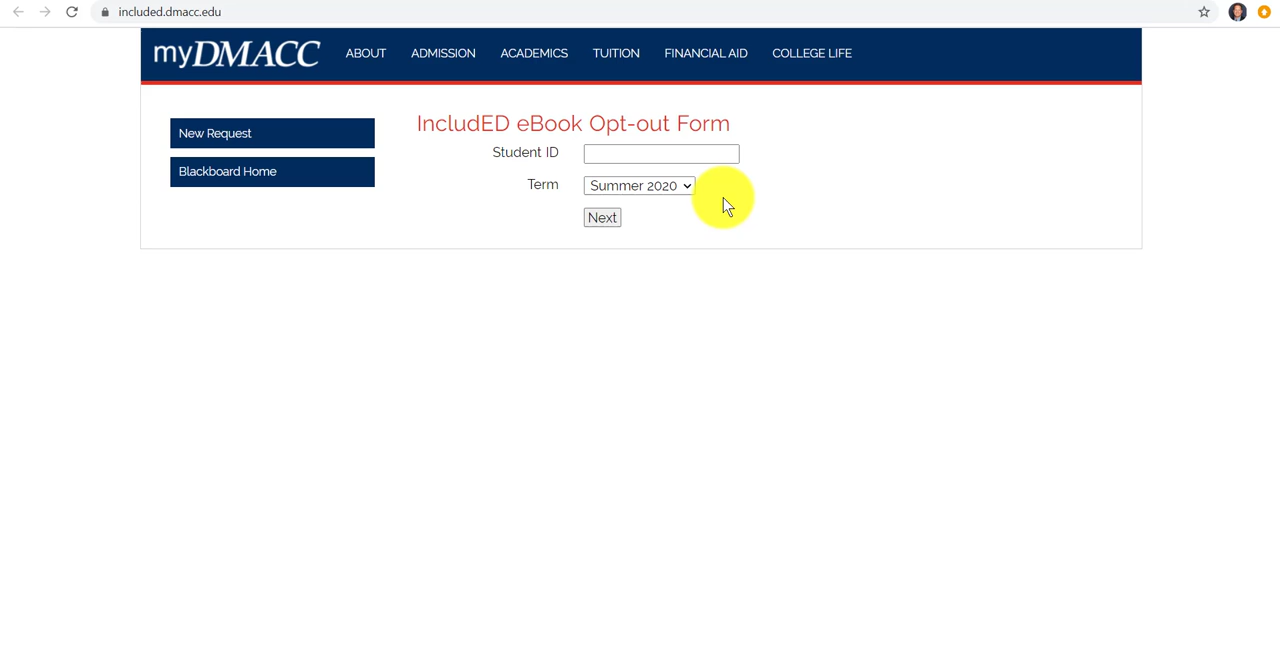 included.dmacc.edu
myDMACC ABOUT ADMISSION ACADEMICS TUITION FINANCIAL AID COLLEGE LIFE
New Request
Blackboard Home
IncludED eBook Opt-out Form
Student ID
Term Summer 2020
Next